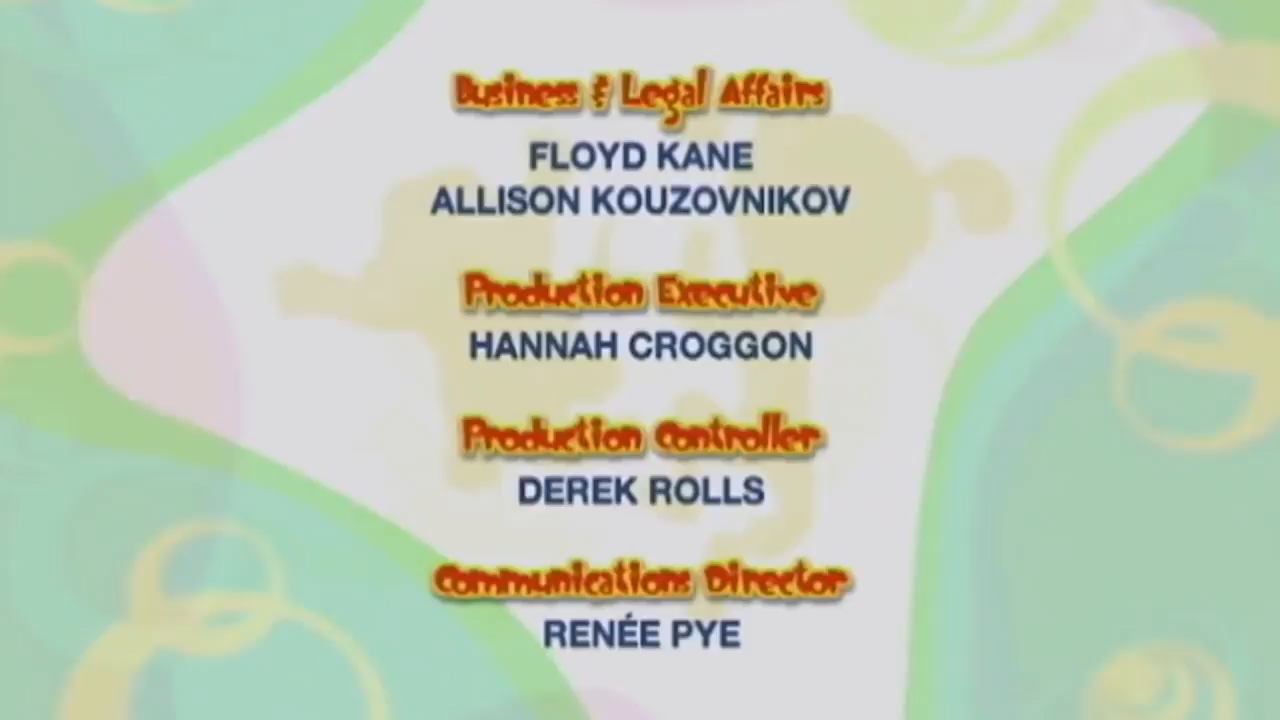 Business & Legal Affairs
FLOYD KANE
ALLISON KOUZOVNIKOV
Production Executive
HANNAH CROGGON
Production Controller
DEREK ROLLS
Communications Director
RENÉE PYE